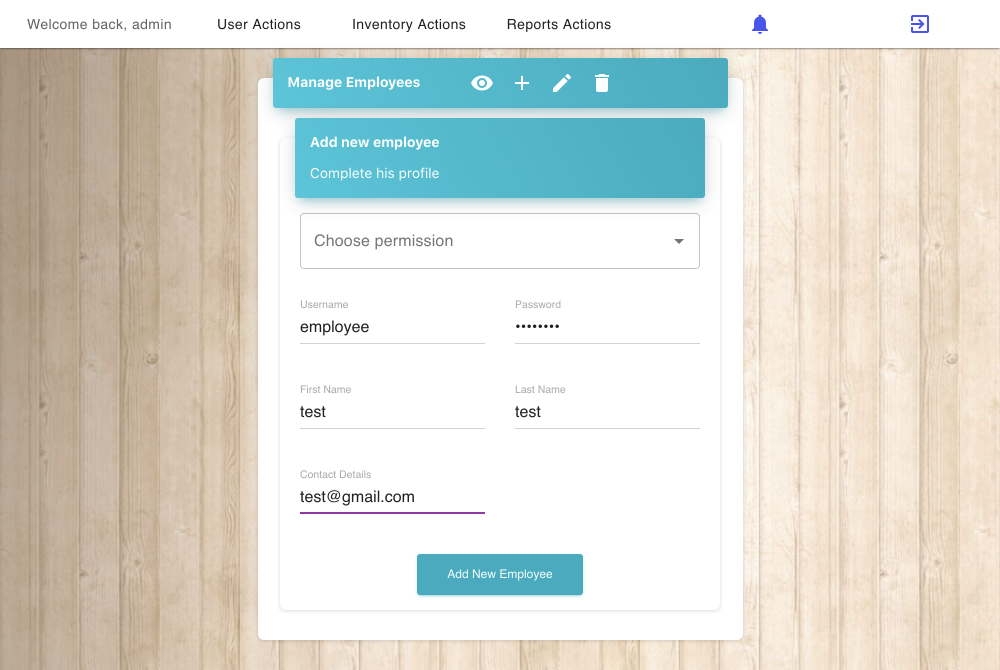 Welcome back, admin User Actions Inventory Actions Reports Actions
Manage Employees
Add new employee
Complete his profile
Choose permission
Username Password
employee ••••••••
First Name Last Name
test test
Contact Details
test@gmail.com
Add New Employee